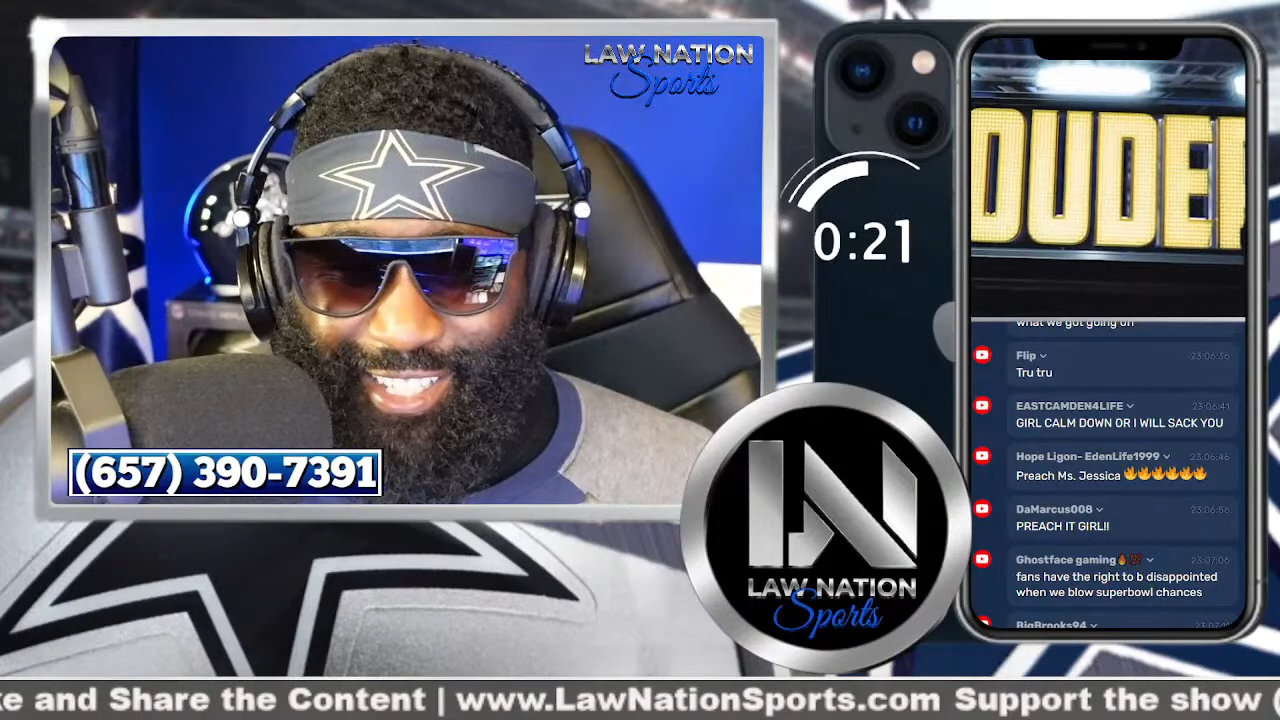 LAW NATION
Sports
(657) 390-7391
0:21
OUDER
what we got going on
Flip
23:06:36
Tru tru
EASTCAMDEN4LIFE
23:06:41
GIRL CALM DOWN OR I WILL SACK YOU
Hope Ligon- EdenLife1999
23:06:46
Preach Ms. Jessica 🔥🔥🔥🔥🔥🔥
DaMarcus008
23:06:56
PREACH IT GIRL!!
Ghostface gaming
23:07:06
fans have the right to b disappointed
when we blow superbowl chances
BigBrooks94
LN
LAW NATION
Sports
ke and Share the Content | www.LawNationSports.com Support the show (